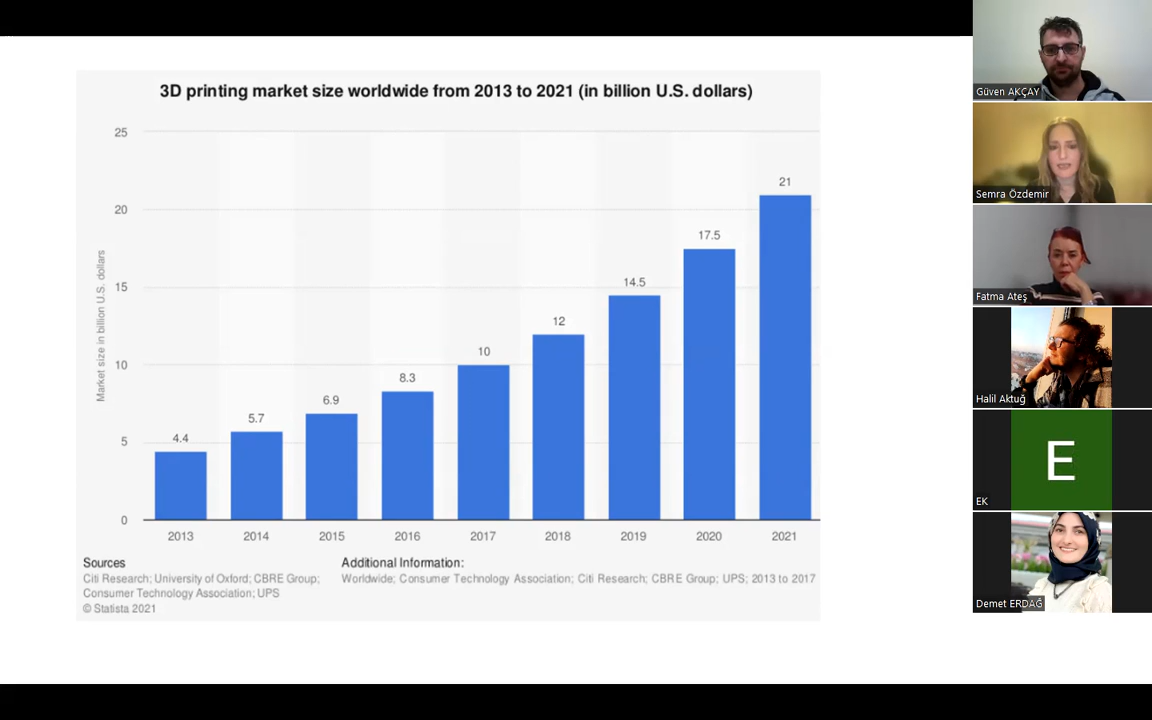 3D printing market size worldwide from 2013 to 2021 (in billion U.S. dollars)
Market size in billion U.S. dollars
25
20
15
10
5
0
4.4
5.7
6.9
8.3
10
12
14.5
17.5
21
2013
2014
2015
2016
2017
2018
2019
2020
2021
Sources
Citi Research; University of Oxford; CBRE Group;
Consumer Technology Association; UPS
© Statista 2021
Additional Information:
Worldwide; Consumer Technology Association; Citi Research; CBRE Group; UPS; 2013 to 2017
Güven AKÇAY
Semra Özdemir
Fatma Ateş
Halil Aktuğ
E
EK
Demet ERDAĞ